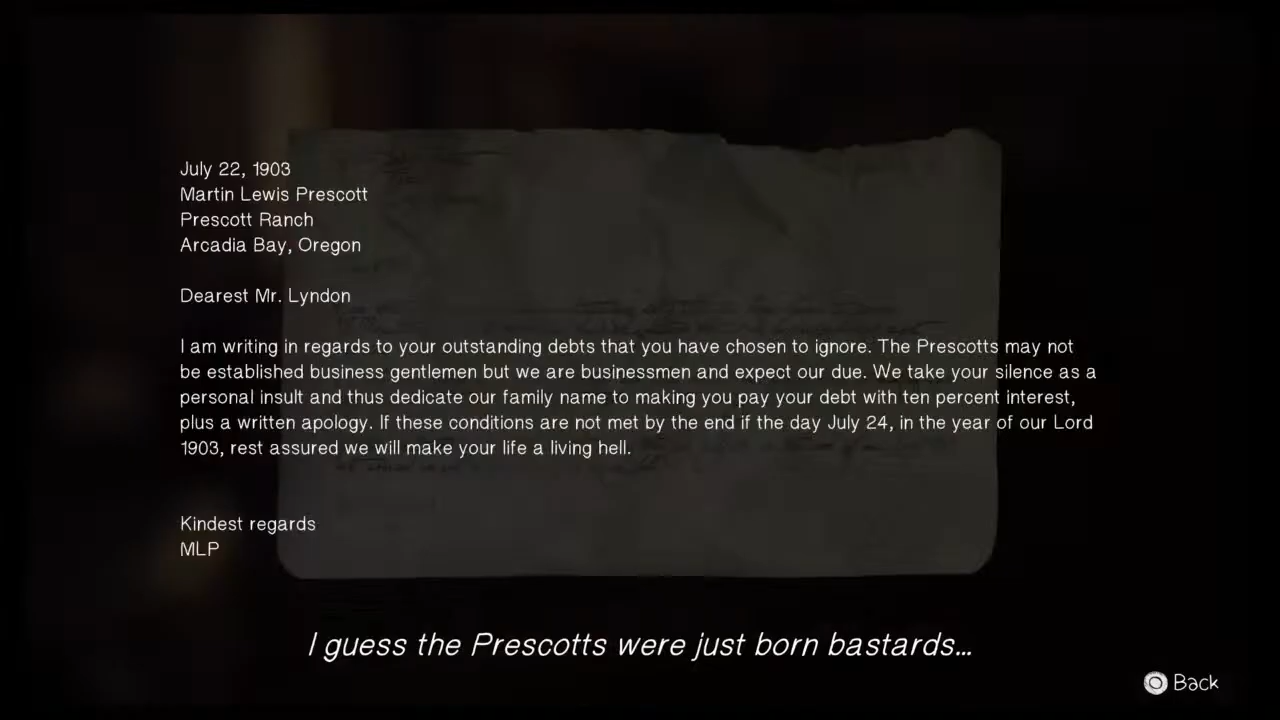 July 22, 1903
Martin Lewis Prescott
Prescott Ranch
Arcadia Bay, Oregon
Dearest Mr. Lyndon
I am writing in regards to your outstanding debts that you have chosen to ignore. The Prescotts may not
be established business gentlemen but we are businessmen and expect our due. We take your silence as a
personal insult and thus dedicate our family name to making you pay your debt with ten percent interest,
plus a written apology. If these conditions are not met by the end if the day July 24, in the year of our Lord
1903, rest assured we will make your life a living hell.
Kindest regards
MLP
I guess the Prescotts were just born bastards...
Back